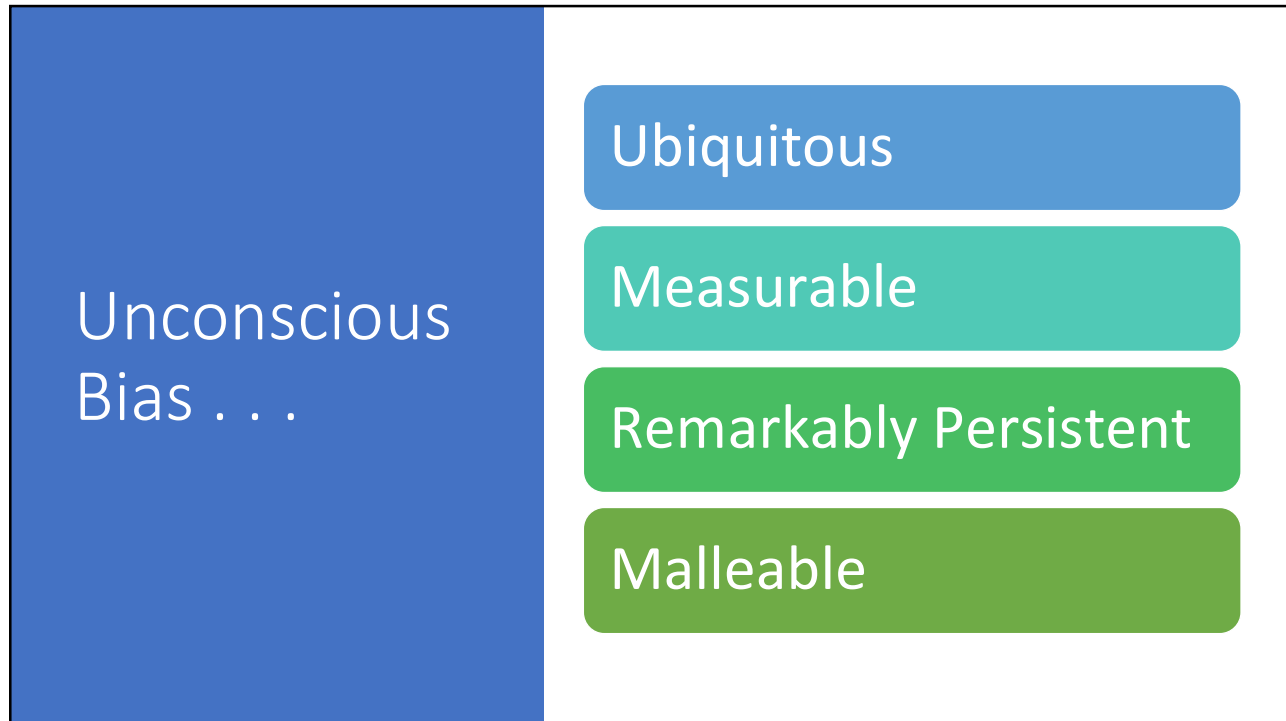 Unconscious
Bias . . .
Ubiquitous
Measurable
Remarkably Persistent
Malleable